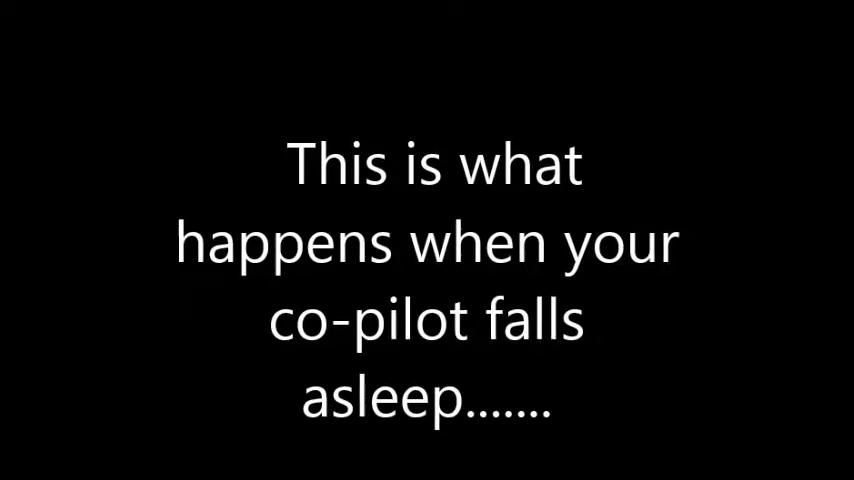 This is what
happens when your
co-pilot falls
asleep.......